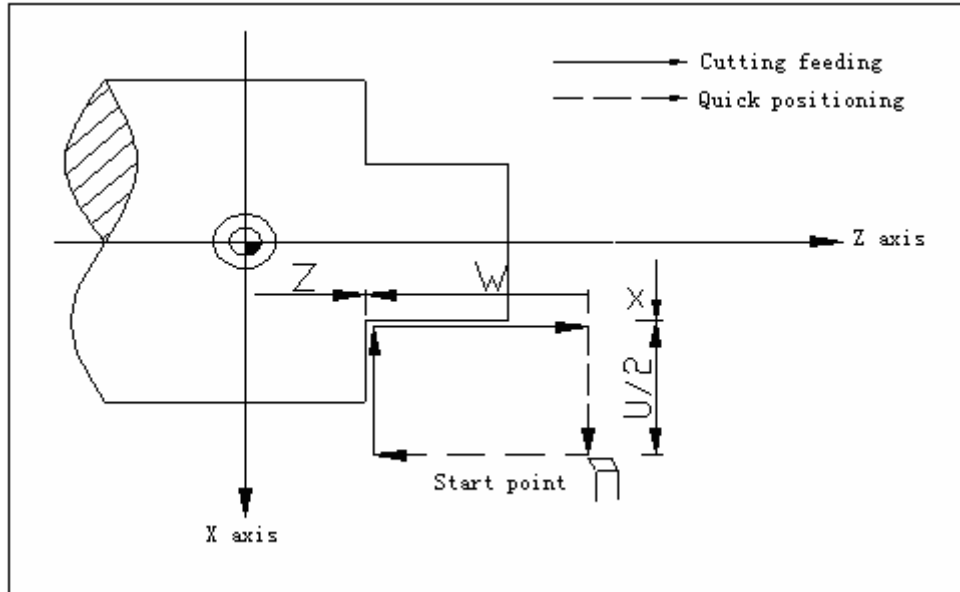 Cutting feeding
Quick positioning
Z axis
Z
W
X
U/2
Start point
X axis